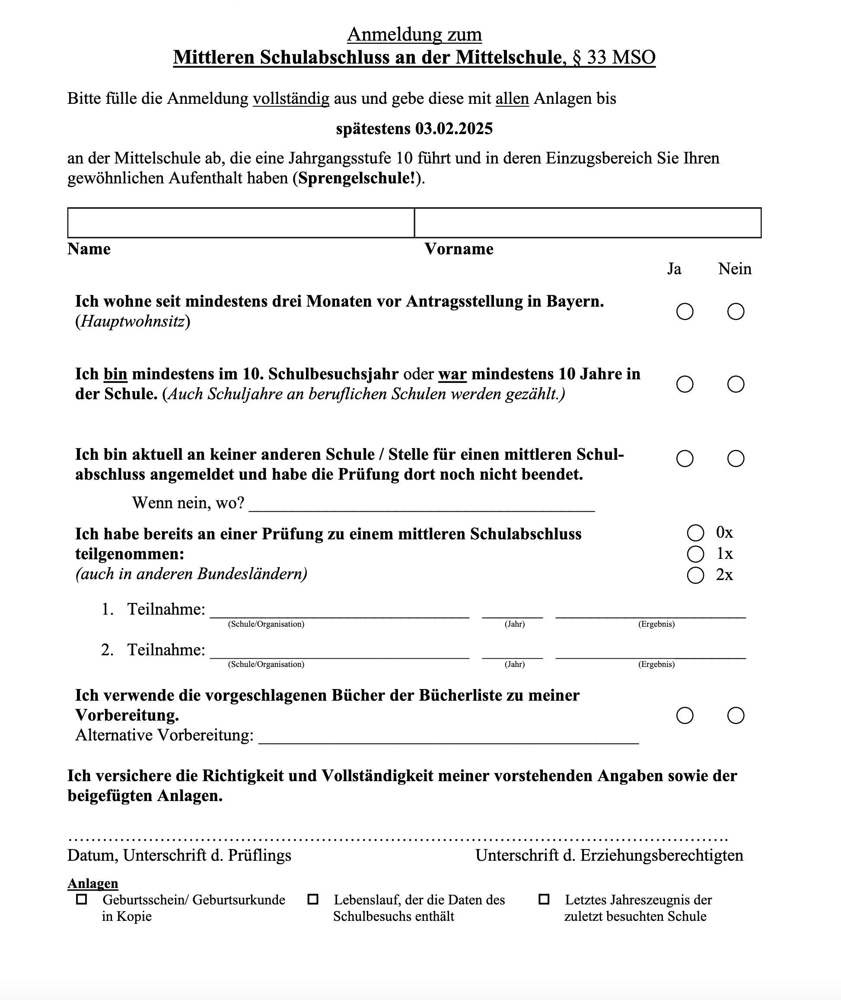 Anmeldung zum
Mittleren Schulabschluss an der Mittelschule, § 33 MSO
Bitte fülle die Anmeldung vollständig aus und gebe diese mit allen Anlagen bis
spätestens 03.02.2025
an der Mittelschule ab, die eine Jahrgangsstufe 10 führt und in deren Einzugsbereich Sie Ihren
gewöhnlichen Aufenthalt haben (Sprengelschule!).
Name Vorname
Ja Nein
Ich wohne seit mindestens drei Monaten vor Antragsstellung in Bayern.
(Hauptwohnsitz)
Ich bin mindestens im 10. Schulbesuchsjahr oder war mindestens 10 Jahre in
der Schule. (Auch Schuljahre an beruflichen Schulen werden gezählt.)
Ich bin aktuell an keiner anderen Schule / Stelle für einen mittleren Schul-
abschluss angemeldet und habe die Prüfung dort noch nicht beendet.
Wenn nein, wo? ________________________________________
Ich habe bereits an einer Prüfung zu einem mittleren Schulabschluss 0x
teilgenommen: 1x
(auch in anderen Bundesländern) 2x
1. Teilnahme: ______________________________ _______ ______________________
(Schule/Organisation) (Jahr) (Ergebnis)
2. Teilnahme: ______________________________ _______ ______________________
(Schule/Organisation) (Jahr) (Ergebnis)
Ich verwende die vorgeschlagenen Bücher der Bücherliste zu meiner
Vorbereitung.
Alternative Vorbereitung: ____________________________________________
Ich versichere die Richtigkeit und Vollständigkeit meiner vorstehenden Angaben sowie der
beigefügten Anlagen.
…………………………………………………………………………………………………….
Datum, Unterschrift d. Prüflings Unterschrift d. Erziehungsberechtigten
Anlagen
Geburtsschein/ Geburtsurkunde Lebenslauf, der die Daten des Letztes Jahreszeugnis der
in Kopie Schulbesuchs enthält zuletzt besuchten Schule